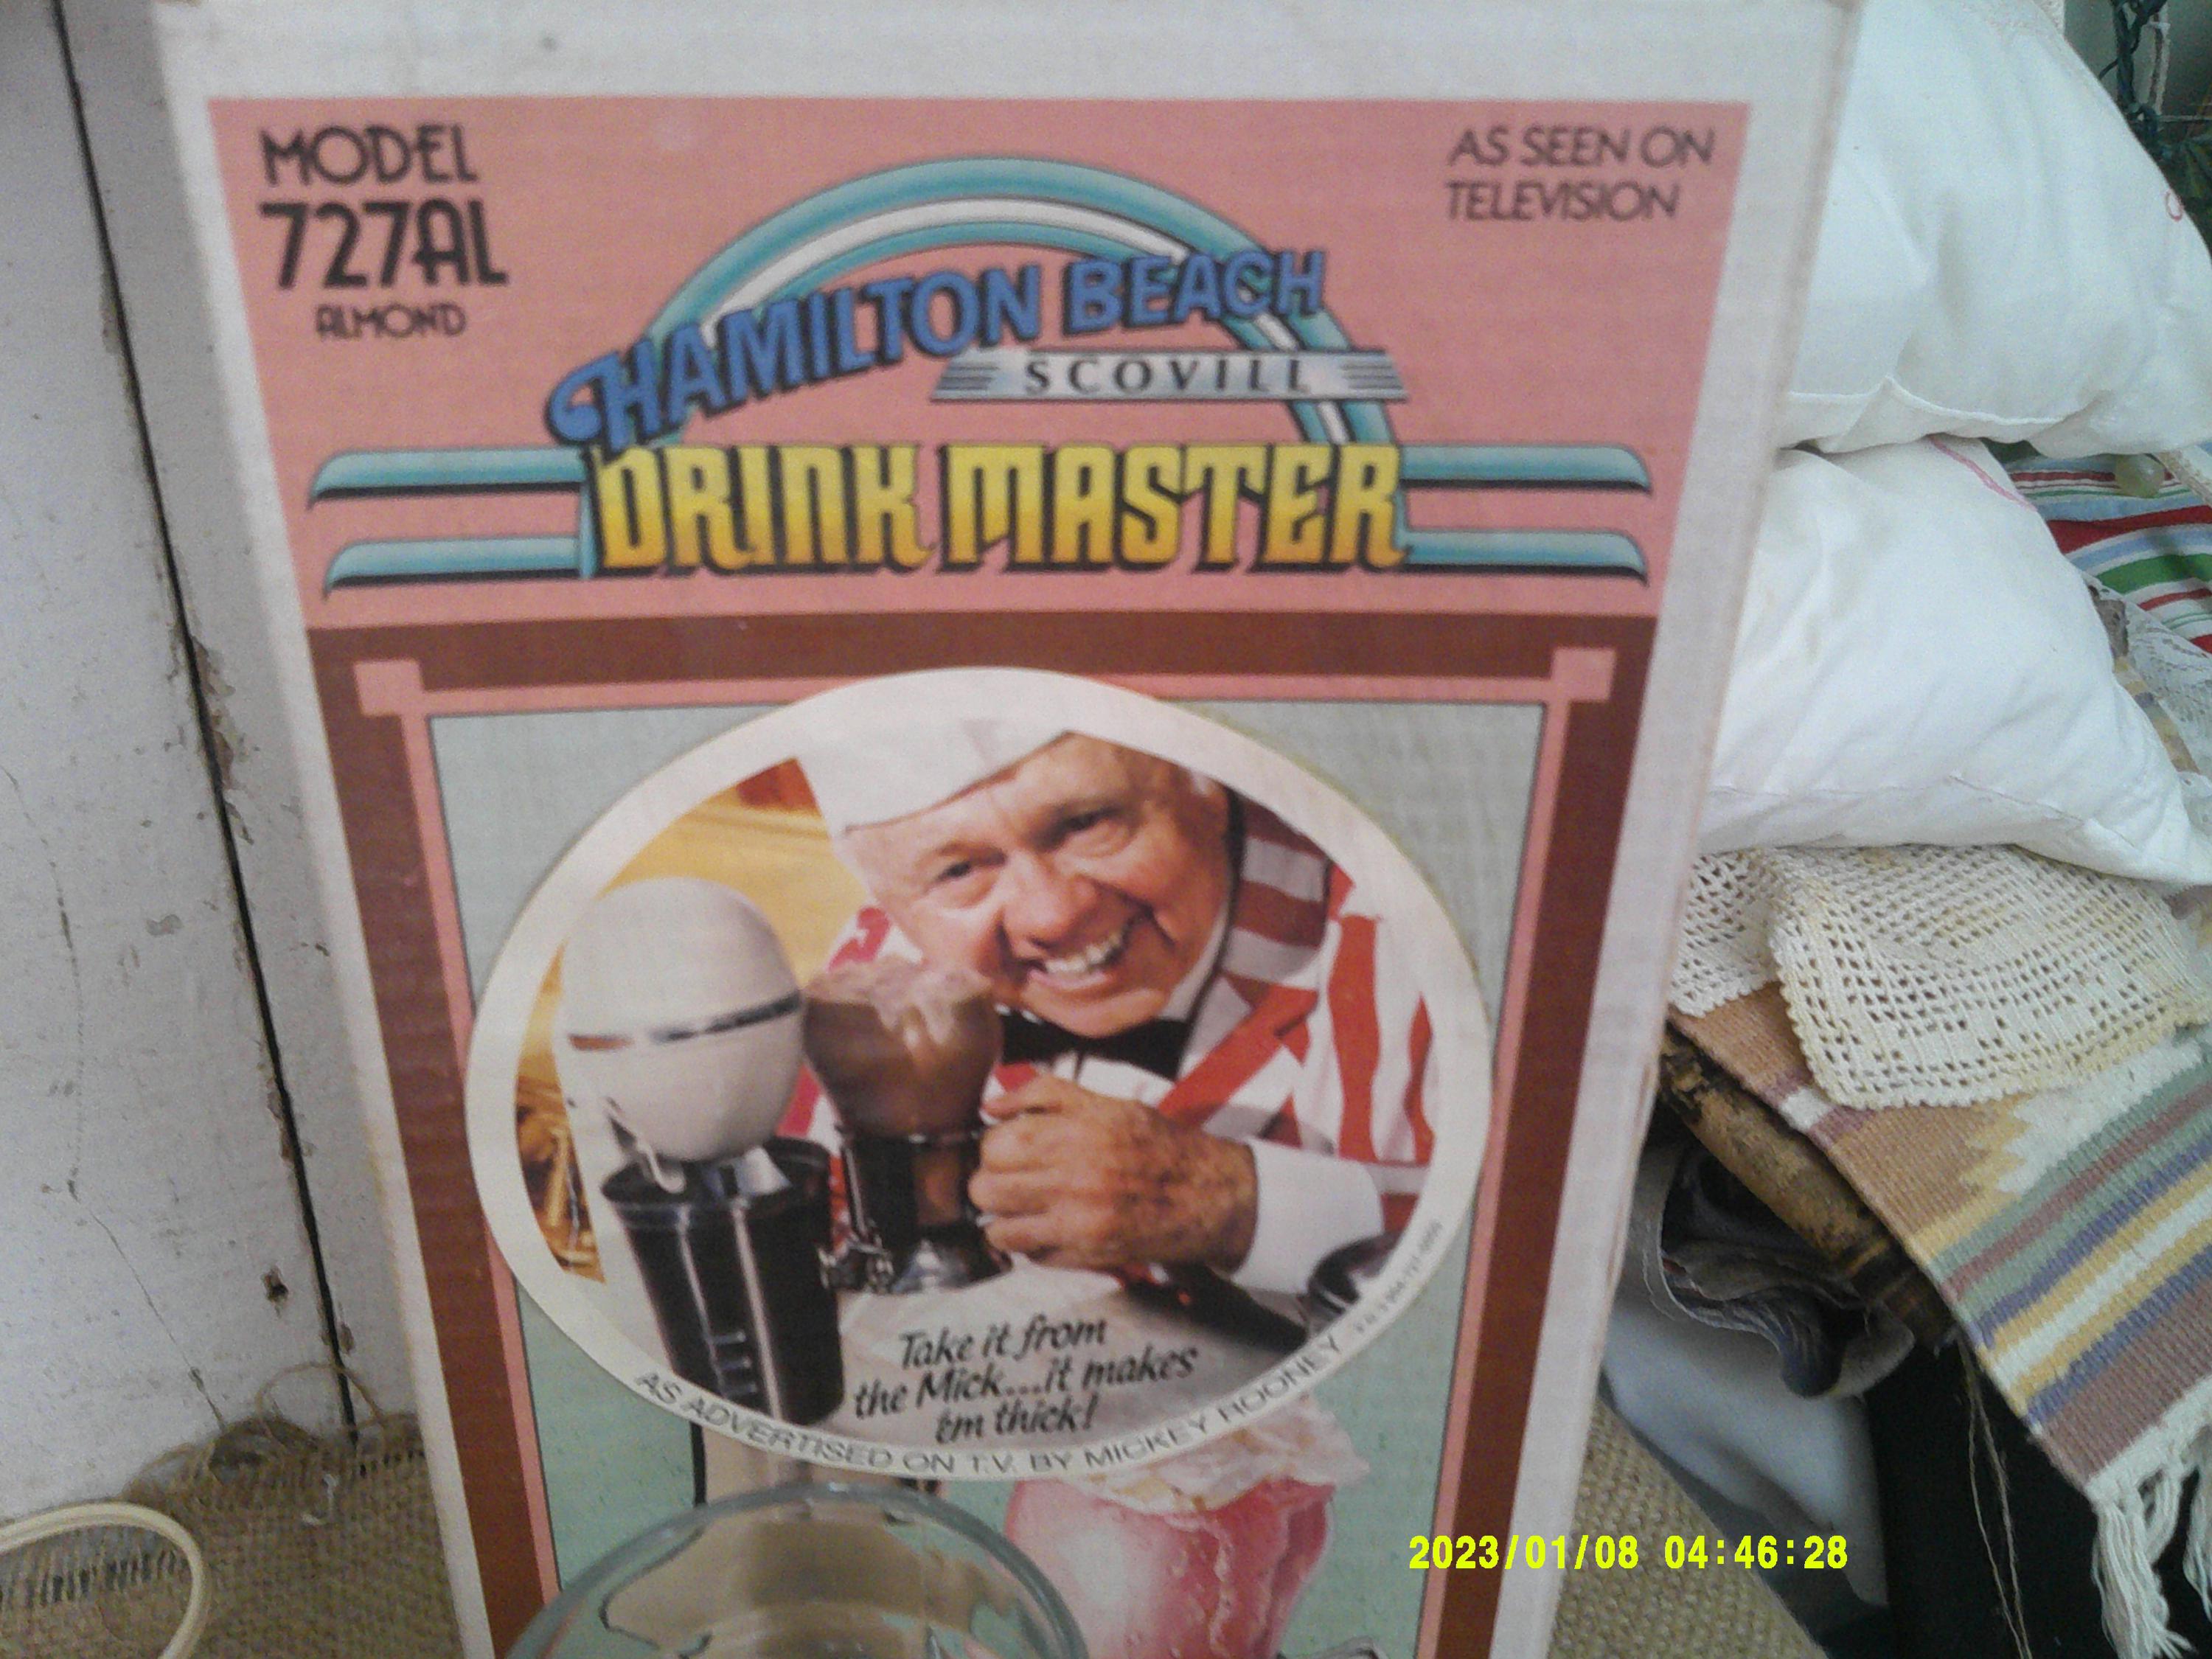 MODEL
727AL
ALMOND
AS SEEN ON
TELEVISION
HAMILTON BEACH
SCOVILL
DRINK MASTER
Take it from
the Mick....it makes
'em thick!
AS ADVERTISED ON T.V. BY MICKEY ROONEY
2023/01/08 04:46:28